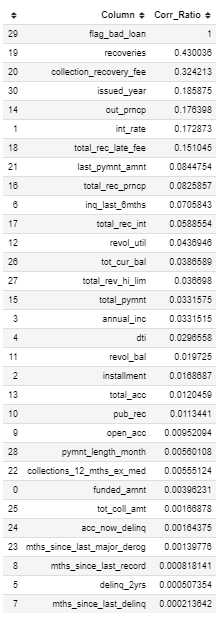 Column Corr_Ratio
29 flag_bad_loan 1
19 recoveries 0.430036
20 collection_recovery_fee 0.324213
30 issued_year 0.185875
14 out_prncp 0.176398
1 int_rate 0.172873
18 total_rec_late_fee 0.151045
21 last_pymnt_amnt 0.0844754
16 total_rec_prncp 0.0825857
6 inq_last_6mths 0.0705843
17 total_rec_int 0.0588554
12 revol_util 0.0436946
26 tot_cur_bal 0.0386589
27 total_rev_hi_lim 0.036698
15 total_pymnt 0.0331575
3 annual_inc 0.0331515
4 dti 0.0296558
11 revol_bal 0.019725
2 installment 0.0168687
13 total_acc 0.0120459
10 pub_rec 0.0113441
9 open_acc 0.00952094
28 pymnt_length_month 0.00560108
22 collections_12_mths_ex_med 0.00555124
0 funded_amnt 0.00396231
25 tot_coll_amt 0.00166878
24 acc_now_delinq 0.00164375
23 mths_since_last_major_derog 0.00139776
8 mths_since_last_record 0.000818141
5 delinq_2yrs 0.000507354
7 mths_since_last_delinq 0.000213642